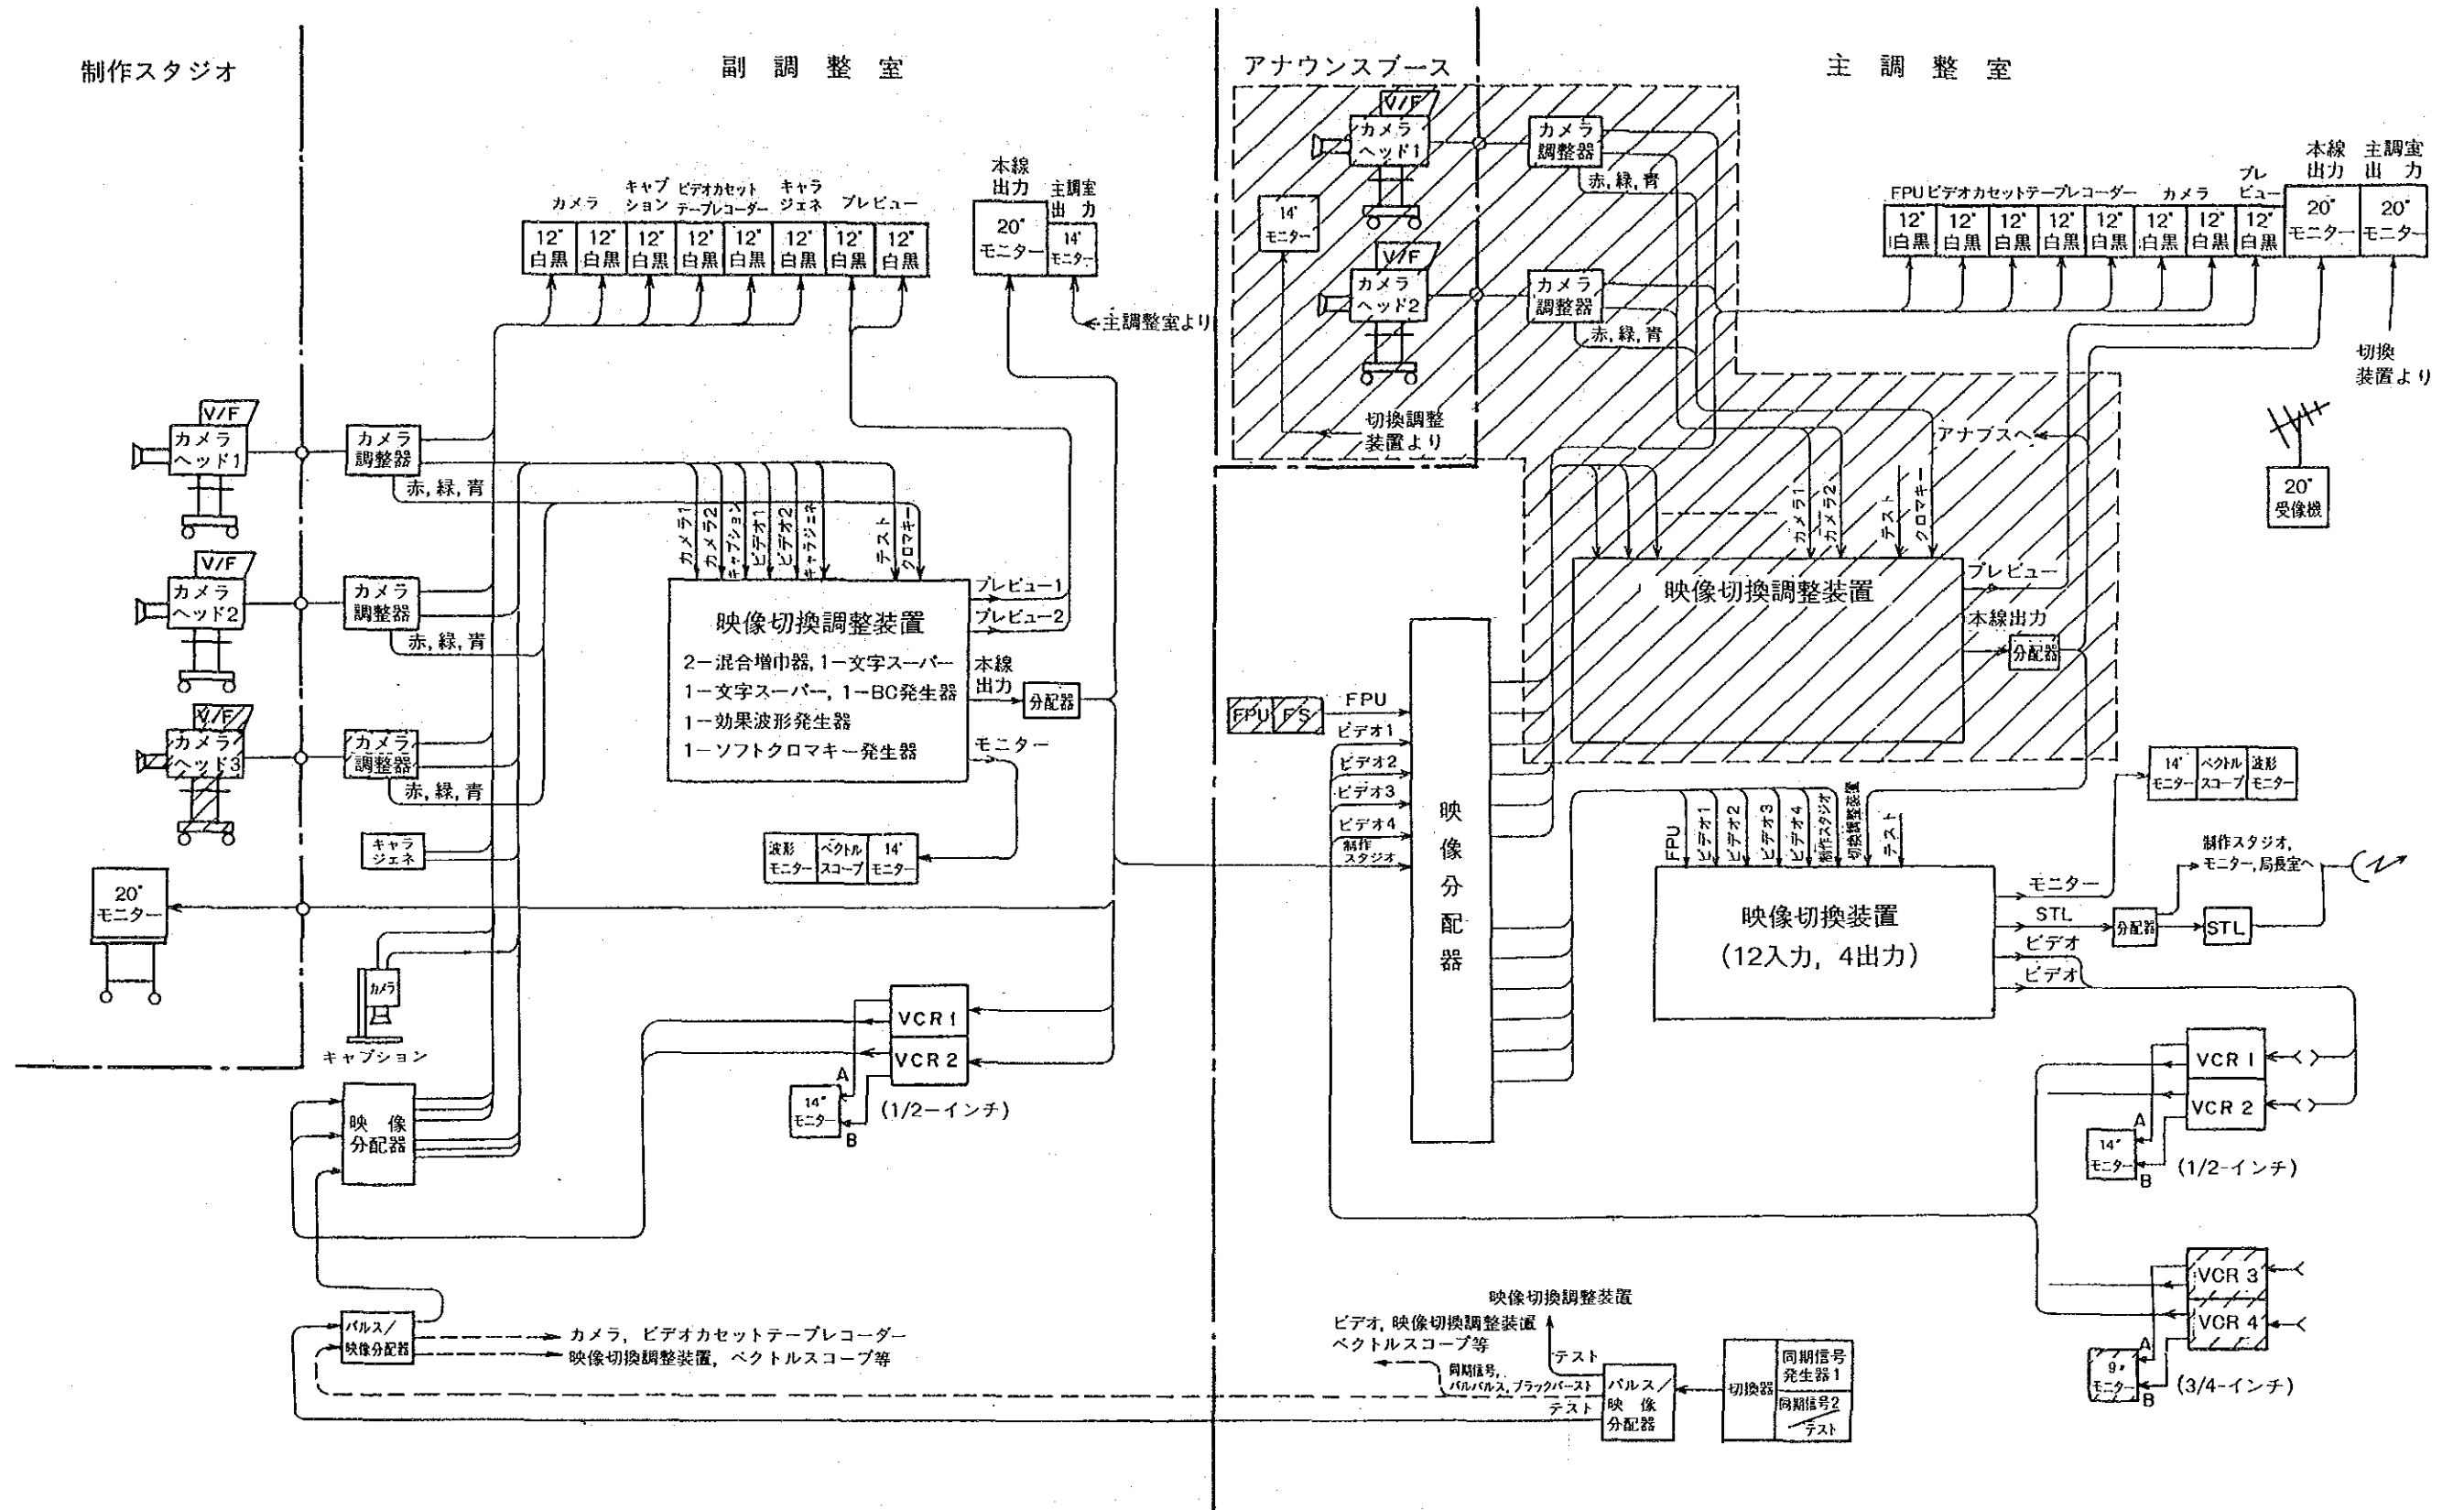 制作スタジオ
副調整室
アナウンスブース
主調整室
カメラ
キャプ
ション
ビデオカセット
テープレコーダー
キャラ
ジェネ
プレビュー
12"
白黒
12"
白黒
12"
白黒
12"
白黒
12"
白黒
12"
白黒
12"
白黒
12"
白黒
本線
出力
20"
モニター
主調室
出力
14"
モニター
主調整室より
V/F
カメラ
ヘッド1
カメラ
調整器
赤,緑,青
V/F
カメラ
ヘッド2
カメラ
調整器
赤,緑,青
V/F
カメラ
ヘッド3
カメラ
調整器
赤,緑,青
キャラ
ジェネ
20"
モニター
カメラ
キャプション
カメラ1
カメラ2
キャプション
ビデオ1
ビデオ2
キャラジェネ
テスト
クロマキー
映像切換調整装置
2-混合増巾器, 1-文字スーパー
1-文字スーパー, 1-BC発生器
1-効果波形発生器
1-ソフトクロマキー発生器
プレビュー1
プレビュー2
本線
出力
分配器
モニター
波形
モニター
ベクトル
スコープ
14"
モニター
VCR 1
VCR 2
A
14"
モニター
B
(1/2-インチ)
映像
分配器
パルス/
映像分配器
カメラ, ビデオカセットテープレコーダー
映像切換調整装置, ベクトルスコープ等
V/F
カメラ
ヘッド1
カメラ
調整器
赤,緑,青
14"
モニター
V/F
カメラ
ヘッド2
カメラ
調整器
赤,緑,青
切換調整
装置より
FPU
ビデオカセットテープレコーダー
カメラ
プレ
ビュー
本線
出力
主調室
出力
12"
白黒
12"
白黒
12"
白黒
12"
白黒
12"
白黒
12"
白黒
12"
白黒
12"
白黒
20"
モニター
20"
モニター
切換
装置より
アナブスへ
20"
受像機
カメラ1
カメラ2
テスト
クロマキー
映像切換調整装置
プレビュー
本線出力
分配器
FPU
FS
FPU
ビデオ1
ビデオ2
ビデオ3
ビデオ4
制作
スタジオ
映像分配器
FPU
ビデオ1
ビデオ2
ビデオ3
ビデオ4
制作スタジオ
切換調整装置
テスト
映像切換装置
(12入力, 4出力)
モニター
STL
ビデオ
ビデオ
14"
モニター
ベクトル
スコープ
波形
モニター
制作スタジオ,
モニター,局長室へ
分配器
STL
VCR 1
VCR 2
A
14"
モニター
B
(1/2-インチ)
VCR 3
VCR 4
A
9"
モニター
B
(3/4-インチ)
映像切換調整装置
ビデオ, 映像切換調整装置
ベクトルスコープ等
テスト
同期信号,
バルパルス,ブラックバースト
テスト
パルス/
映像
分配器
切換器
同期信号
発生器1
同期信号2
テスト